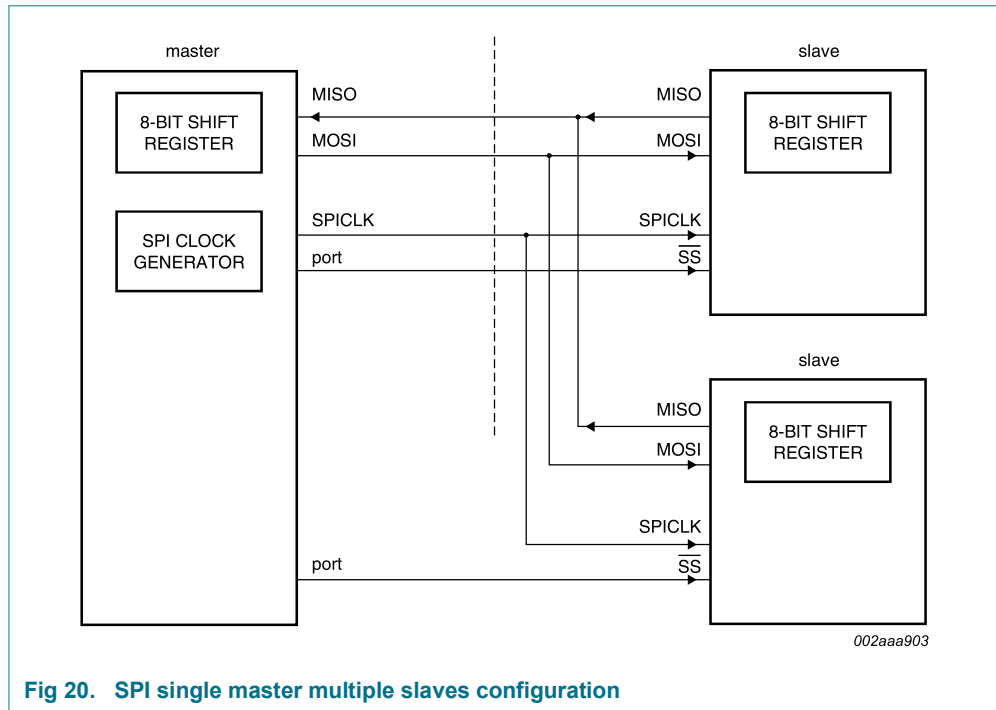 master
slave
8-BIT SHIFT
REGISTER
SPI CLOCK
GENERATOR
MISO
MOSI
SPICLK
port
port
MISO
MOSI
SPICLK
SS
8-BIT SHIFT
REGISTER
slave
MISO
MOSI
SPICLK
SS
8-BIT SHIFT
REGISTER
002aaa903
Fig 20. SPI single master multiple slaves configuration